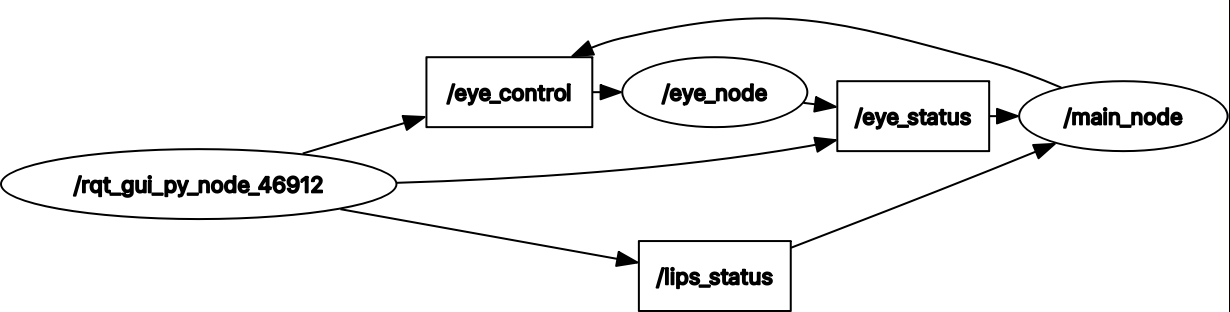 /eye_control
/eye_node
/eye_status
/main_node
/rqt_gui_py_node_46912
/lips_status